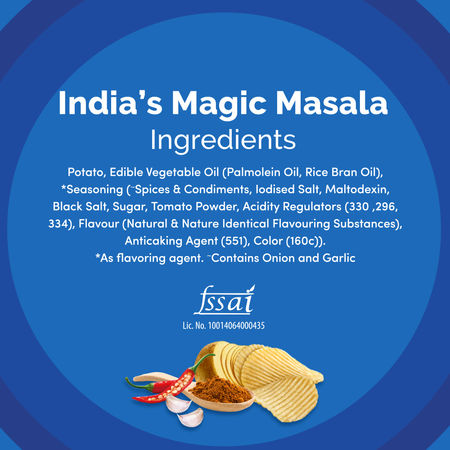 India's Magic Masala
Ingredients
Potato, Edible Vegetable Oil (Palmolein Oil, Rice Bran Oil),
*Seasoning (~Spices & Condiments, Iodised Salt, Maltodexin,
Black Salt, Sugar, Tomato Powder, Acidity Regulators (330 ,296,
334), Flavour (Natural & Nature Identical Flavouring Substances),
Anticaking Agent (551), Color (160c)).
*As flavoring agent. ~Contains Onion and Garlic
fssai
Lic. No. 10014064000435